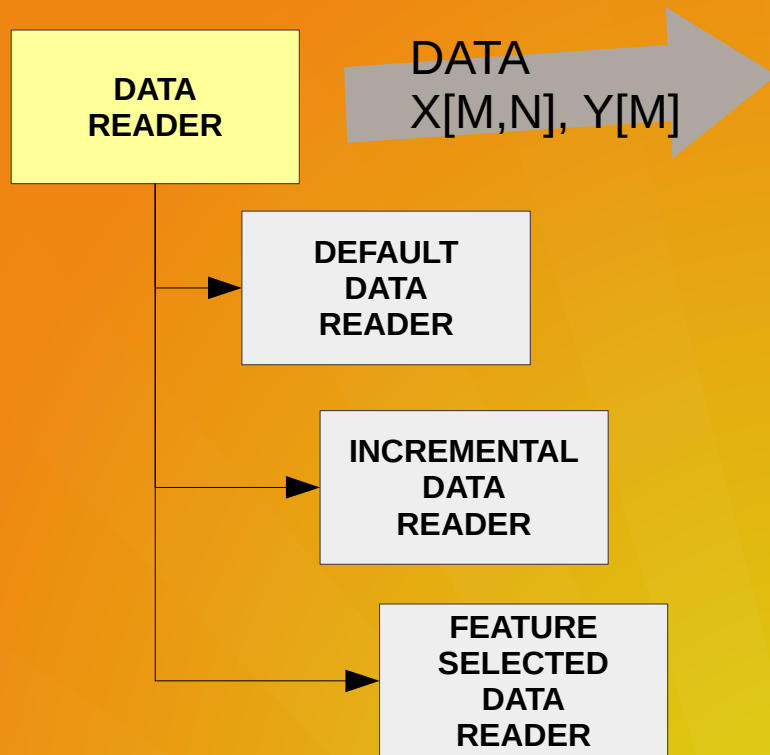 DATA
READER
DATA
X[M,N], Y[M]
DEFAULT
DATA
READER
INCREMENTAL
DATA
READER
FEATURE
SELECTED
DATA
READER